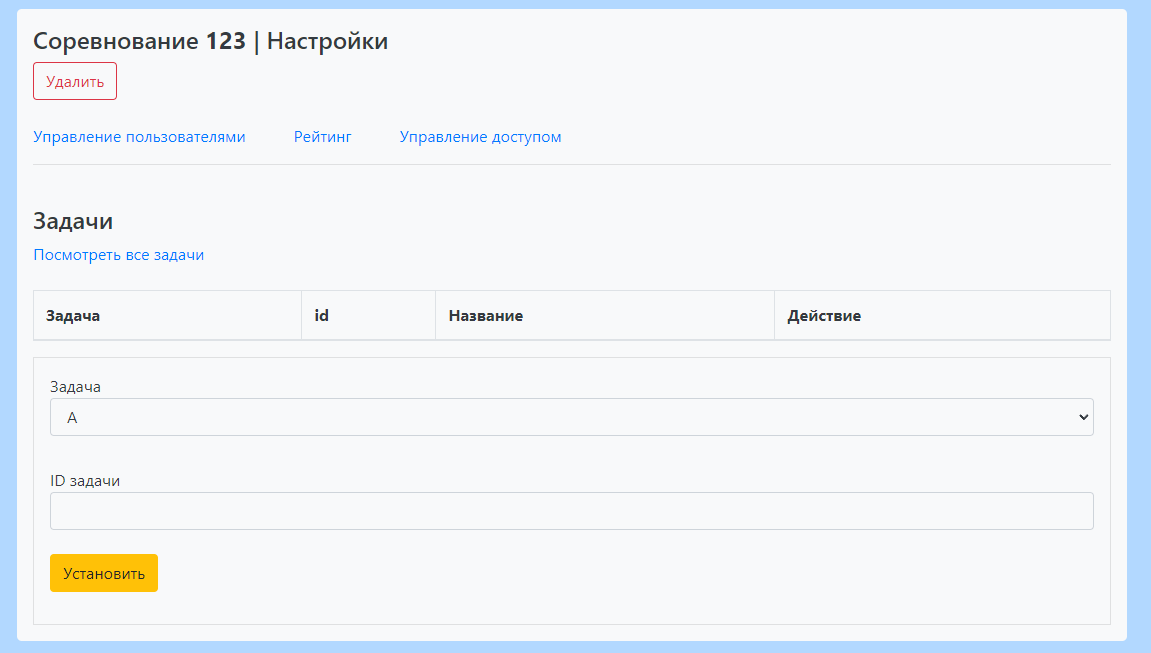 Соревнование 123 | Настройки
Удалить
Управление пользователями Рейтинг Управление доступом
Задачи
Посмотреть все задачи
Задача id Название Действие
Задача
A
ID задачи
Установить